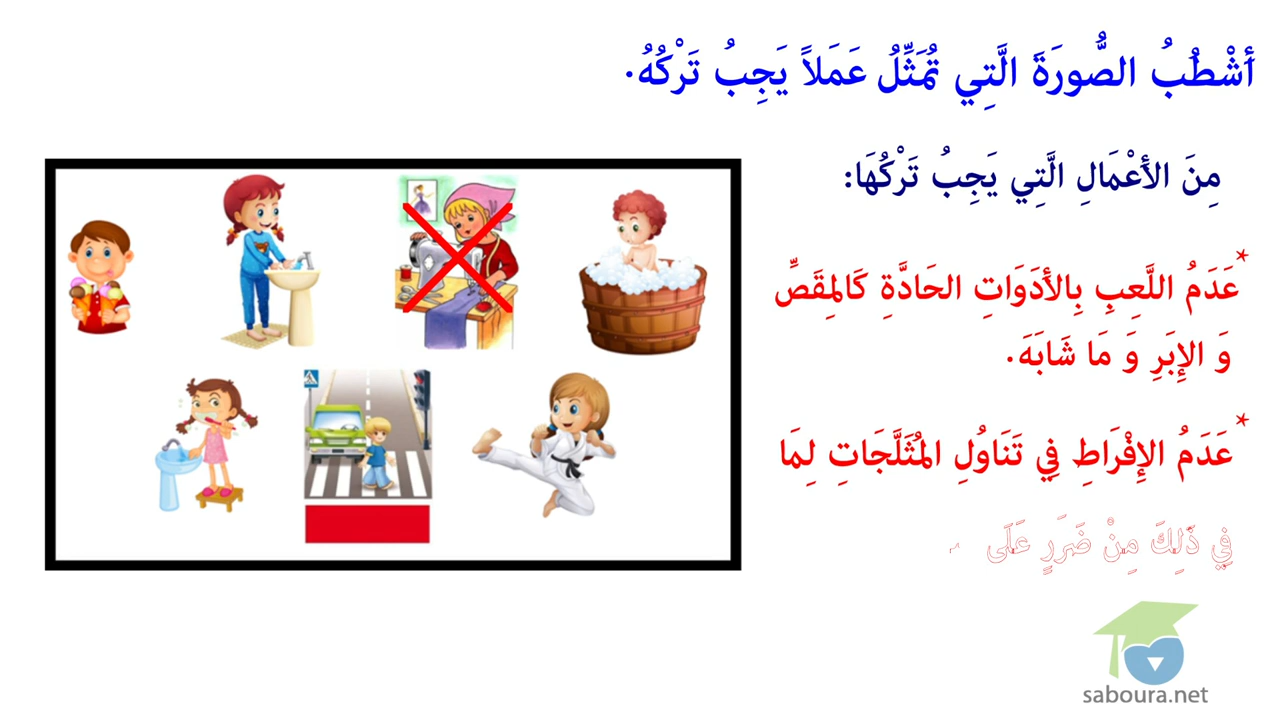 أَشْطُبُ الصُّورَةَ الَّتِي تُمَثِّلُ عَمَلاً يَجِبُ تَرْكُهُ.
مِنَ الأَعْمَالِ الَّتِي يَجِبُ تَرْكُهَا:
* عَدَمُ اللَّعِبِ بِالأَدَوَاتِ الحَادَّةِ كَالمِقَصِّ
وَ الإِبَرِ وَ مَا شَابَهَ.
* عَدَمُ الإِفْرَاطِ فِي تَنَاوُلِ المُثَلَّجَاتِ لِمَا
فِي ذَلِكَ مِنْ ضَرَرٍ عَلَى
saboura.net